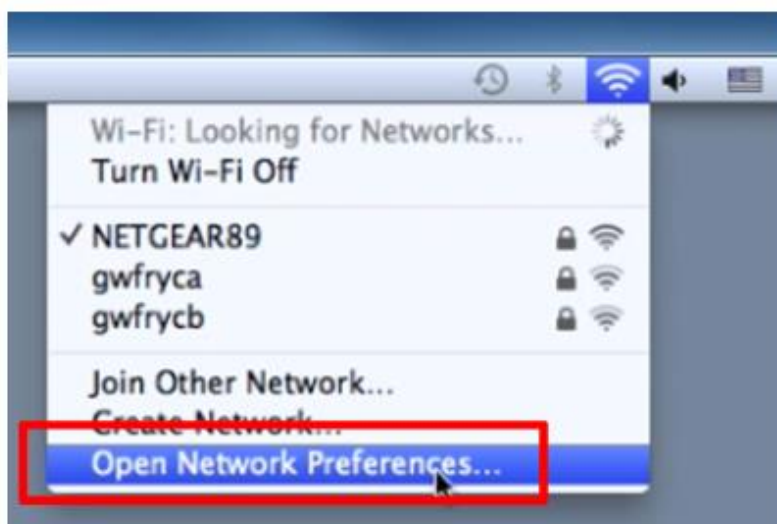 Wi-Fi: Looking for Networks...
Turn Wi-Fi Off
✓ NETGEAR89
gwfryca
gwfrycb
Join Other Network...
Create Network...
Open Network Preferences...